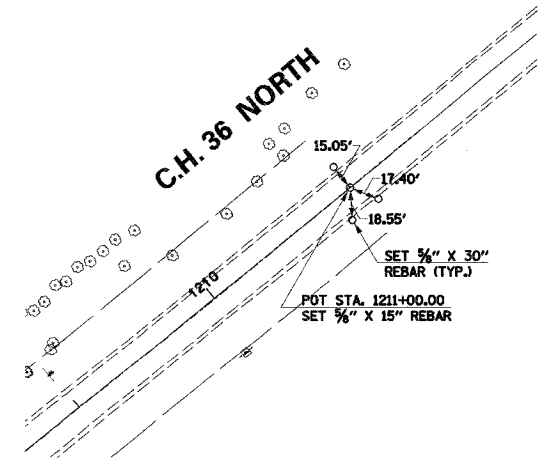 C.H. 36 NORTH
15.05'
17.40'
18.55'
SET 5/8" X 30"
REBAR (TYP.)
1210
POT STA. 1211+00.00
SET 5/8" X 15" REBAR